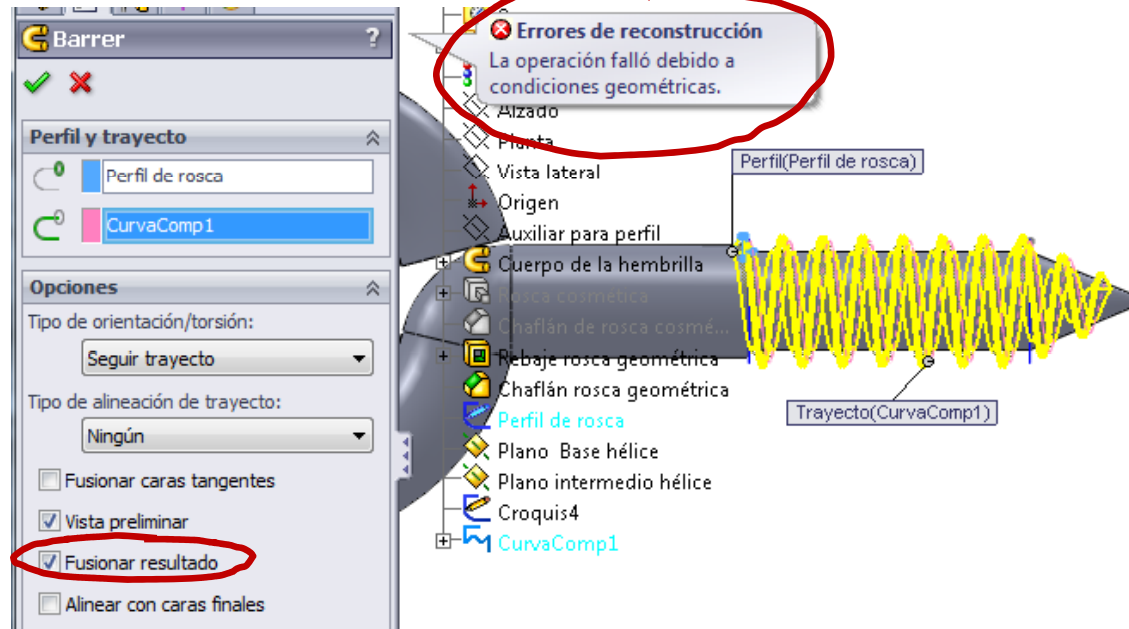 Barrer ?
Errores de reconstrucción
La operación falló debido a
condiciones geométricas.
Perfil y trayecto
Perfil de rosca
CurvaComp1
Opciones
Tipo de orientación/torsión:
Seguir trayecto
Tipo de alineación de trayecto:
Ningún
Fusionar caras tangentes
Vista preliminar
Fusionar resultado
Alinear con caras finales
Alzado
Planta
Vista lateral
Origen
Auxiliar para perfil
Cuerpo de la hembrilla
Rosca cosmética
Chaflán de rosca cosmé...
Rebaje rosca geométrica
Chaflán rosca geométrica
Perfil de rosca
Plano Base hélice
Plano intermedio hélice
Croquis4
CurvaComp1
Perfil(Perfil de rosca)
Trayecto(CurvaComp1)